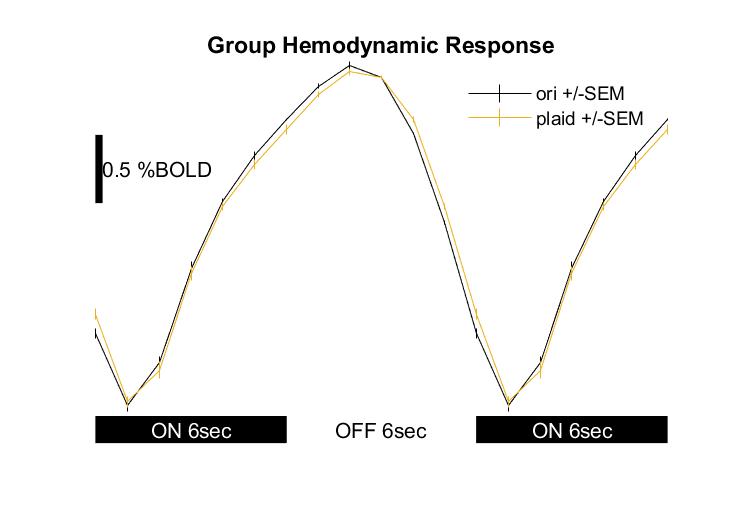 Group Hemodynamic Response
ori +/-SEM
plaid +/-SEM
0.5 %BOLD
ON 6sec
OFF 6sec
ON 6sec